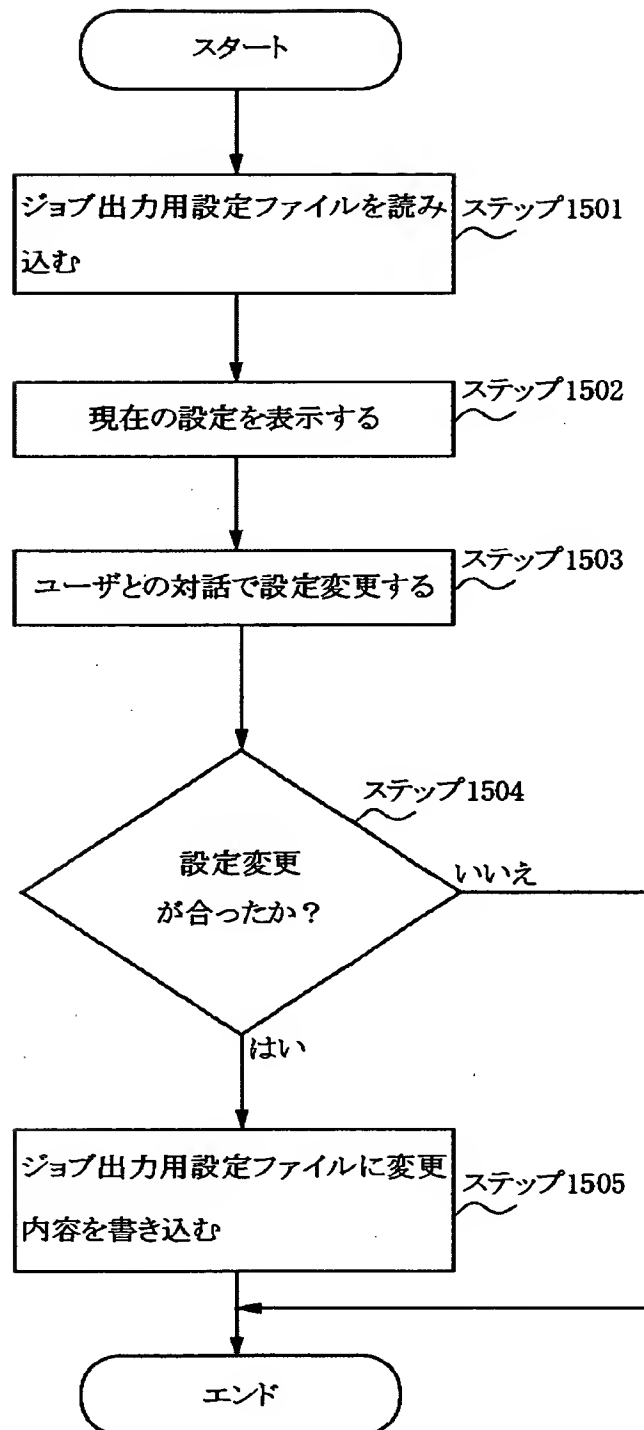 スタート
ジョブ出力用設定ファイルを読み
込む
ステップ1501
現在の設定を表示する
ステップ1502
ユーザとの対話で設定変更する
ステップ1503
設定変更
が合ったか?
ステップ1504
いいえ
はい
ジョブ出力用設定ファイルに変更
内容を書き込む
ステップ1505
エンド